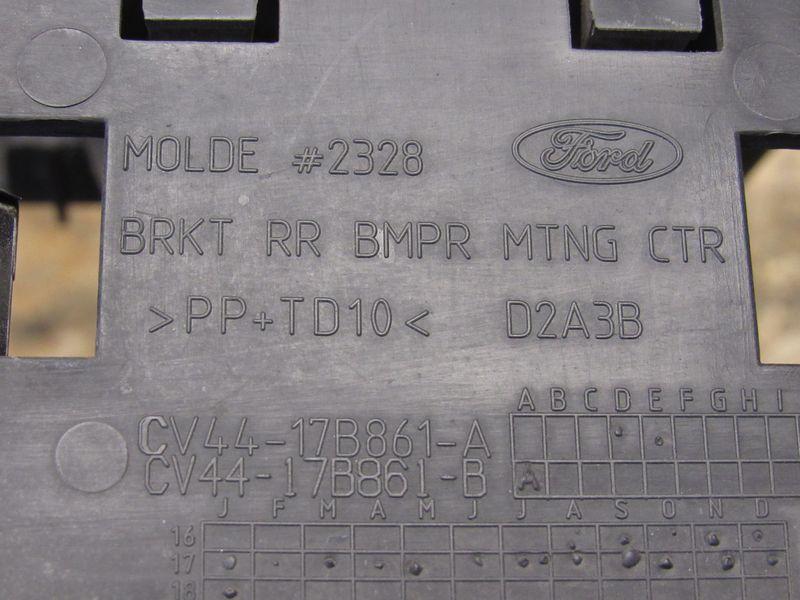 MOLDE #2328 Ford
BRKT RR BMPR MTNG CTR
>PP+TD10< D2A3B
A B C D E F G H I
CV44-17B861-A
CV44-17B861-B A
J F M A M J J A S O N D
16
17
18